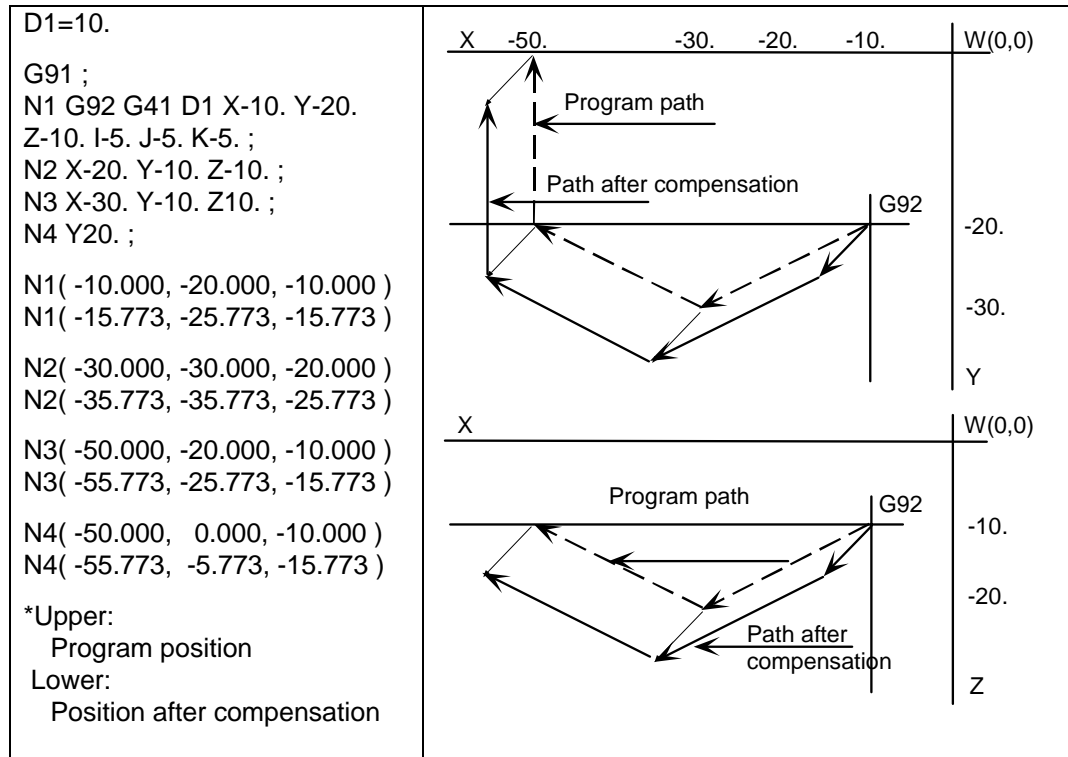 D1=10.
G91 ;
N1 G92 G41 D1 X-10. Y-20.
Z-10. I-5. J-5. K-5. ;
N2 X-20. Y-10. Z-10. ;
N3 X-30. Y-10. Z10. ;
N4 Y20. ;
N1( -10.000, -20.000, -10.000 )
N1( -15.773, -25.773, -15.773 )
N2( -30.000, -30.000, -20.000 )
N2( -35.773, -35.773, -25.773 )
N3( -50.000, -20.000, -10.000 )
N3( -55.773, -25.773, -15.773 )
N4( -50.000, 0.000, -10.000 )
N4( -55.773, -5.773, -15.773 )
*Upper:
Program position
Lower:
Position after compensation
X -50. -30. -20. -10. W(0,0)
Program path
Path after compensation
G92
-20.
-30.
Y
X W(0,0)
Program path
G92
-10.
-20.
Path after
compensation
Z